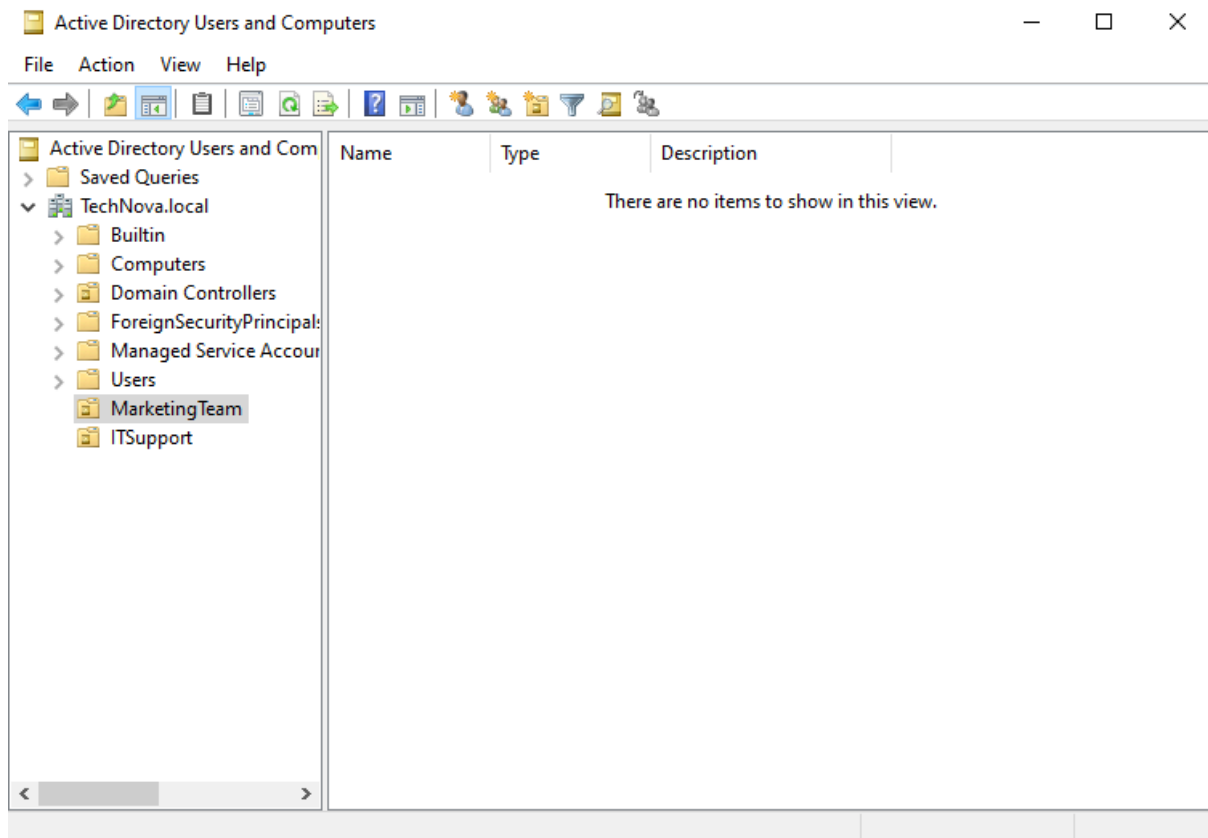 Active Directory Users and Computers
File Action View Help
Active Directory Users and Com
Name Type Description
Saved Queries
There are no items to show in this view.
TechNova.local
Builtin
Computers
Domain Controllers
ForeignSecurityPrincipals
Managed Service Accour
Users
MarketingTeam
ITSupport